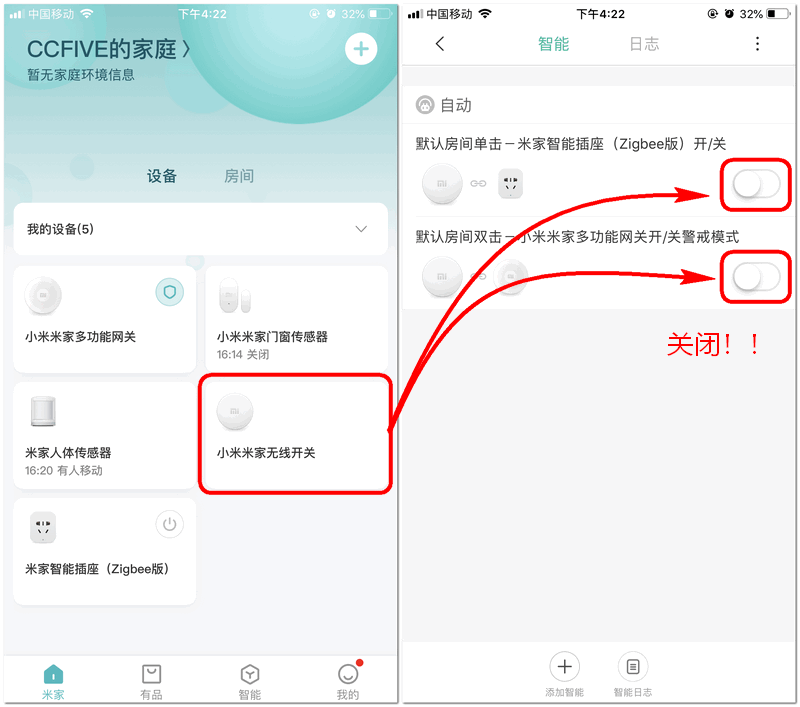 中国移动 下午4:22 32%
CCFIVE的家庭
暂无家庭环境信息
设备 房间
我的设备(5)
小米米家多功能网关
小米米家门窗传感器
16:14 关闭
米家人体传感器
16:20 有人移动
mi
小米米家无线开关
米家智能插座（Zigbee版）
米家 有品 智能 我的
中国移动 下午4:22 32%
智能 日志
自动
默认房间单击－米家智能插座（Zigbee版）开/关
mi
默认房间双击－小米米家多功能网关开/关警戒模式
mi
关闭！！
添加智能 智能日志